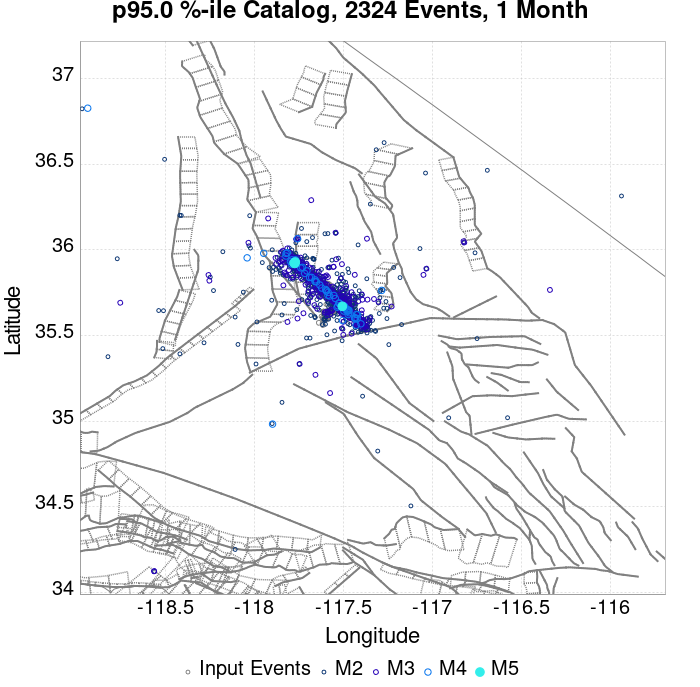 p95.0 %-ile Catalog, 2324 Events, 1 Month
37
36.5
36
35.5
35
34.5
34
Latitude
-118.5 -118 -117.5 -117 -116.5 -116
Longitude
Input Events M2 M3 M4 M5